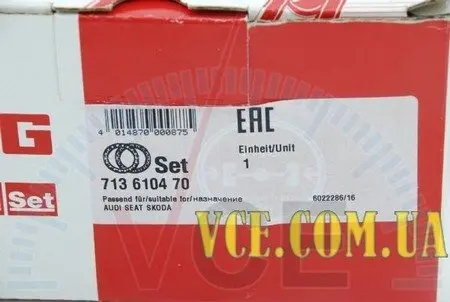 4 014870 000875
EAC
G
Set
Einheit/Unit
713 6104 70
1
Set
Passend für/suitable for/назначение
6022286/16
AUDI SEAT SKODA
VCE.COM.UA
VCE